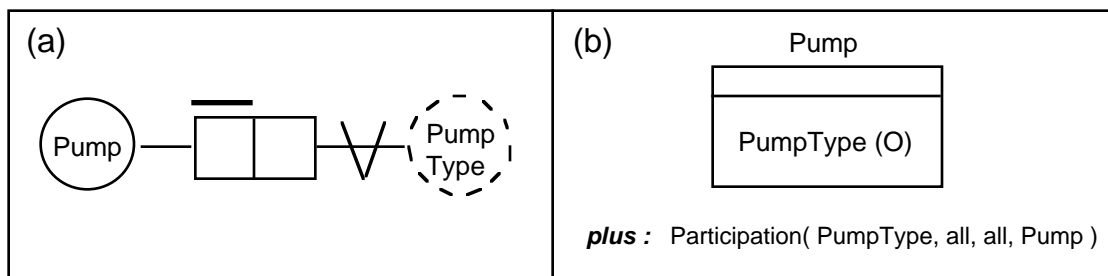 (a)
Pump
Pump
Type
(b)
Pump
PumpType (O)
plus : Participation( PumpType, all, all, Pump )